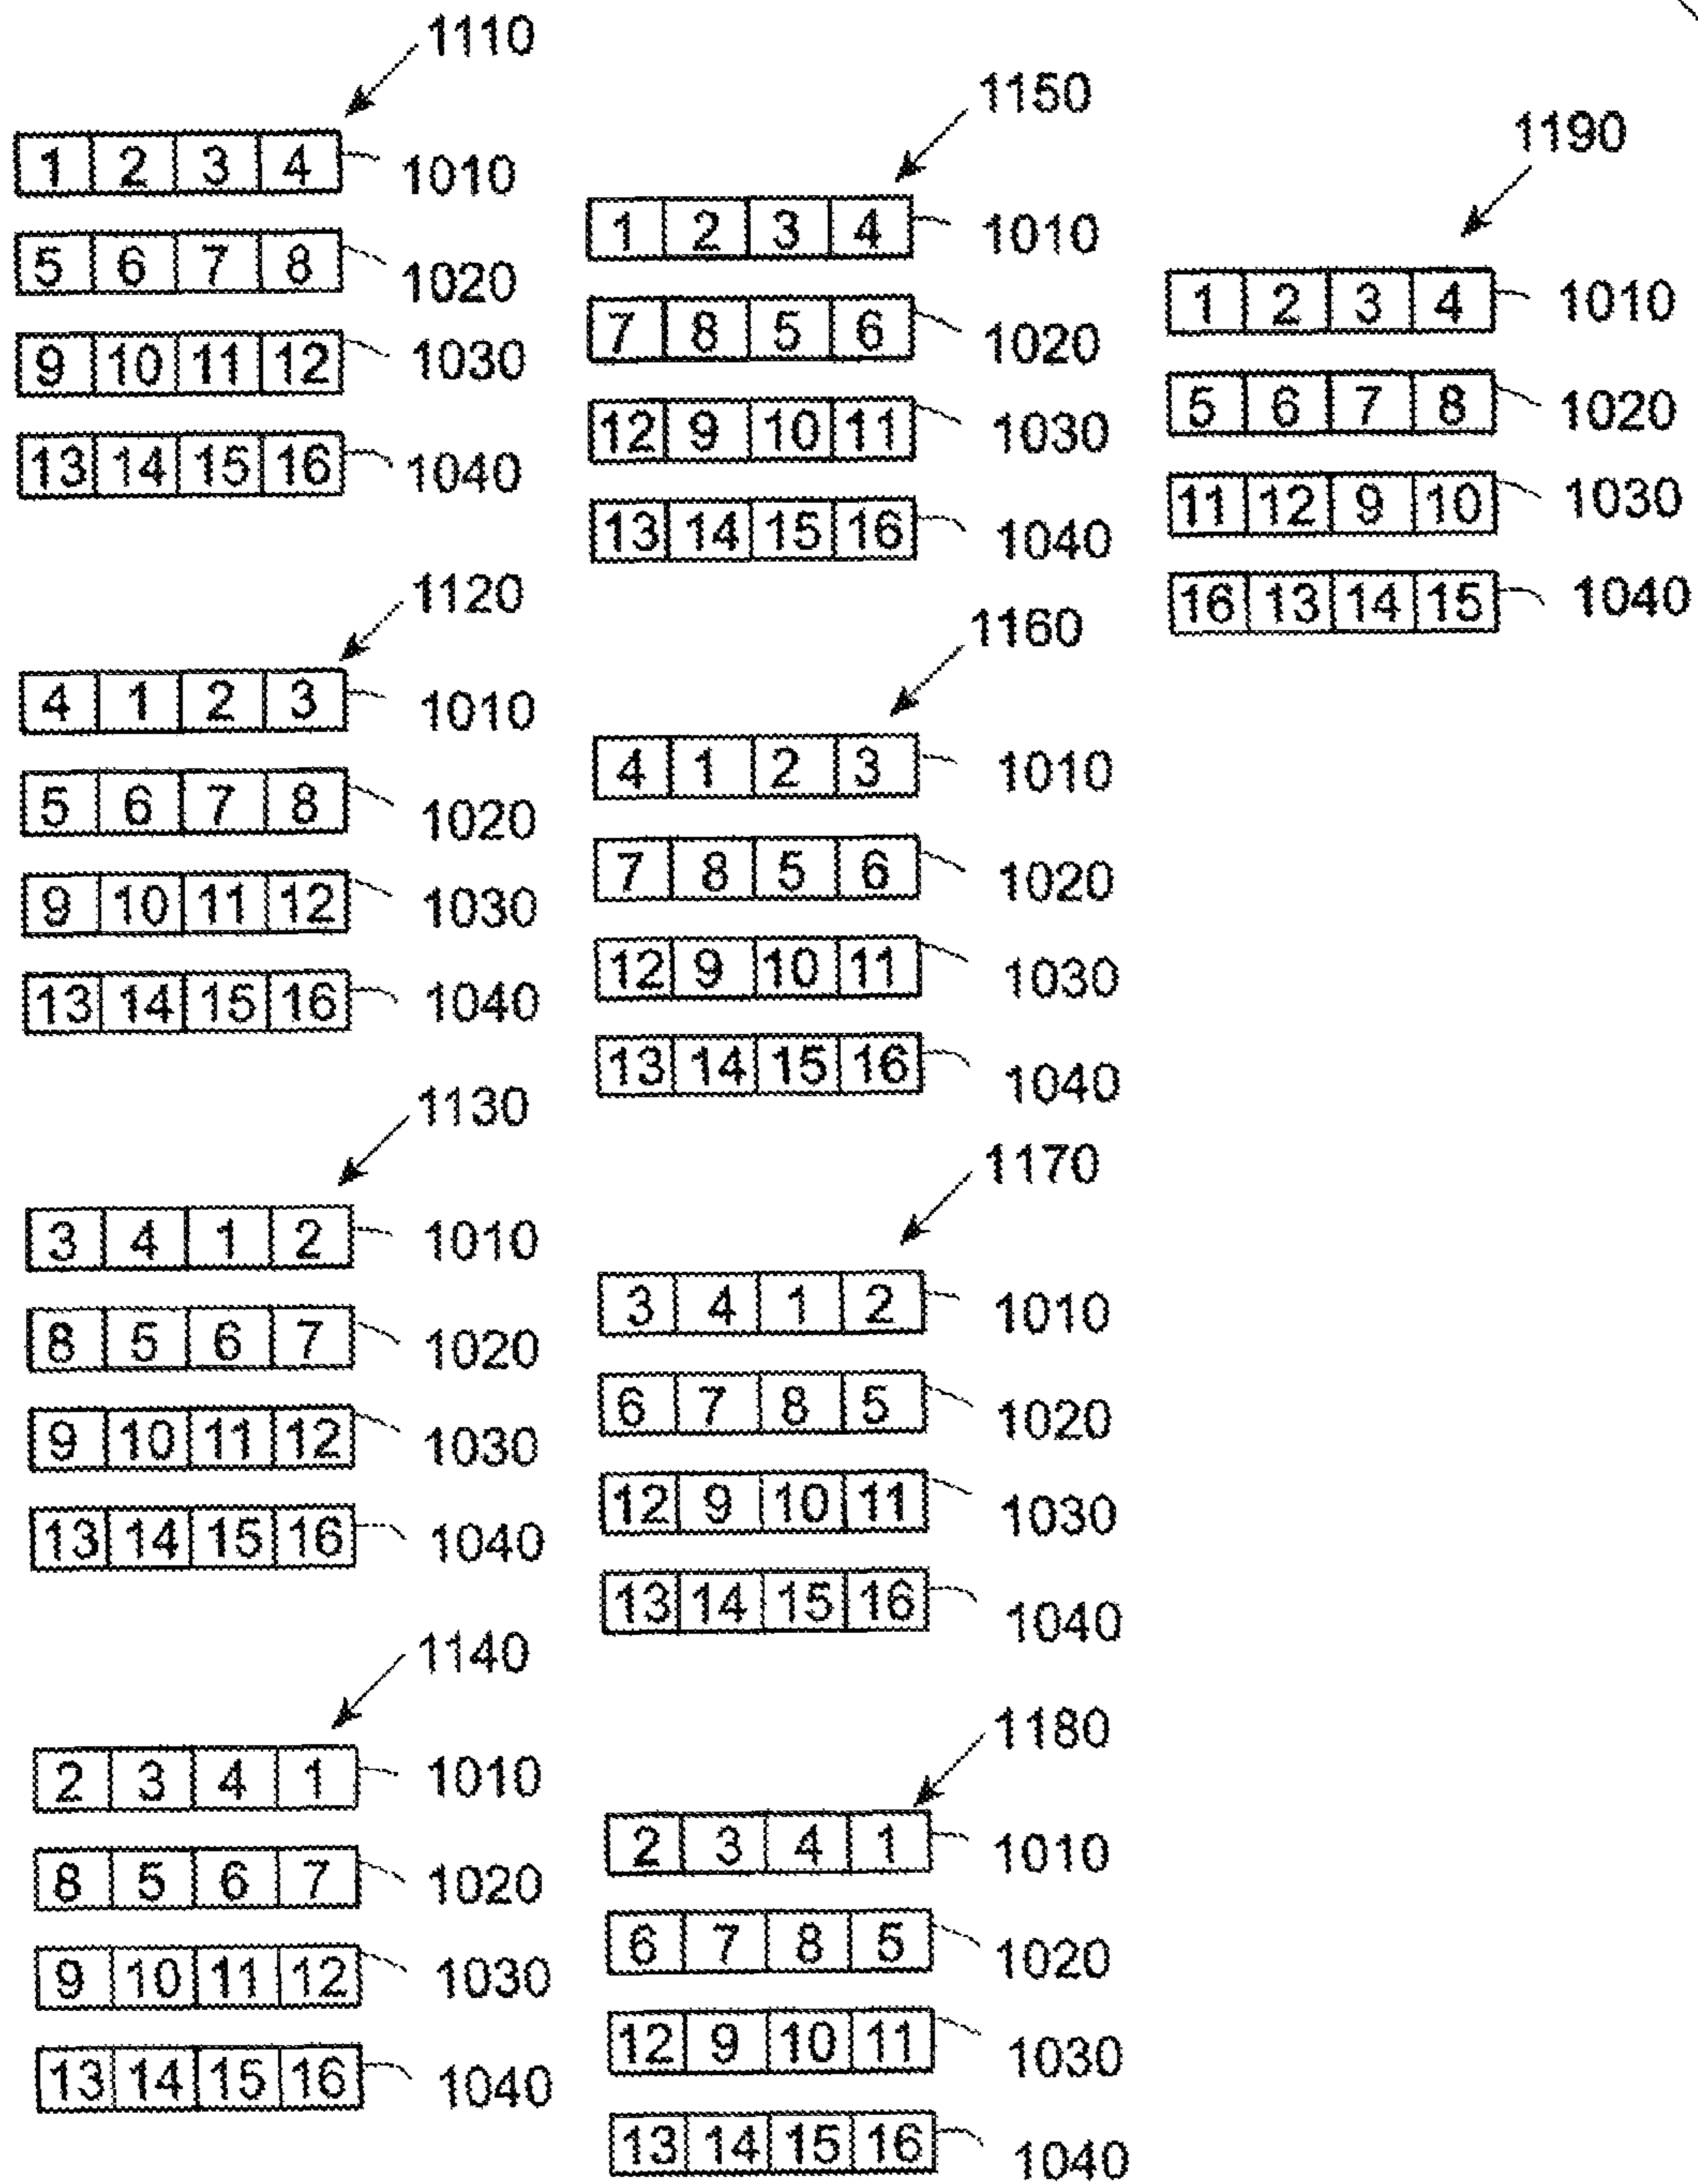 1110
1 2 3 4 1010
5 6 7 8 1020
9 10 11 12 1030
13 14 15 16 1040
1120
4 1 2 3 1010
5 6 7 8 1020
9 10 11 12 1030
13 14 15 16 1040
1130
3 4 1 2 1010
8 5 6 7 1020
9 10 11 12 1030
13 14 15 16 1040
1140
2 3 4 1 1010
8 5 6 7 1020
9 10 11 12 1030
13 14 15 16 1040
1150
1 2 3 4 1010
7 8 5 6 1020
12 9 10 11 1030
13 14 15 16 1040
1160
4 1 2 3 1010
7 8 5 6 1020
12 9 10 11 1030
13 14 15 16 1040
1170
3 4 1 2 1010
6 7 8 5 1020
12 9 10 11 1030
13 14 15 16 1040
1180
2 3 4 1 1010
6 7 8 5 1020
12 9 10 11 1030
13 14 15 16 1040
1190
1 2 3 4 1010
5 6 7 8 1020
11 12 9 10 1030
16 13 14 15 1040